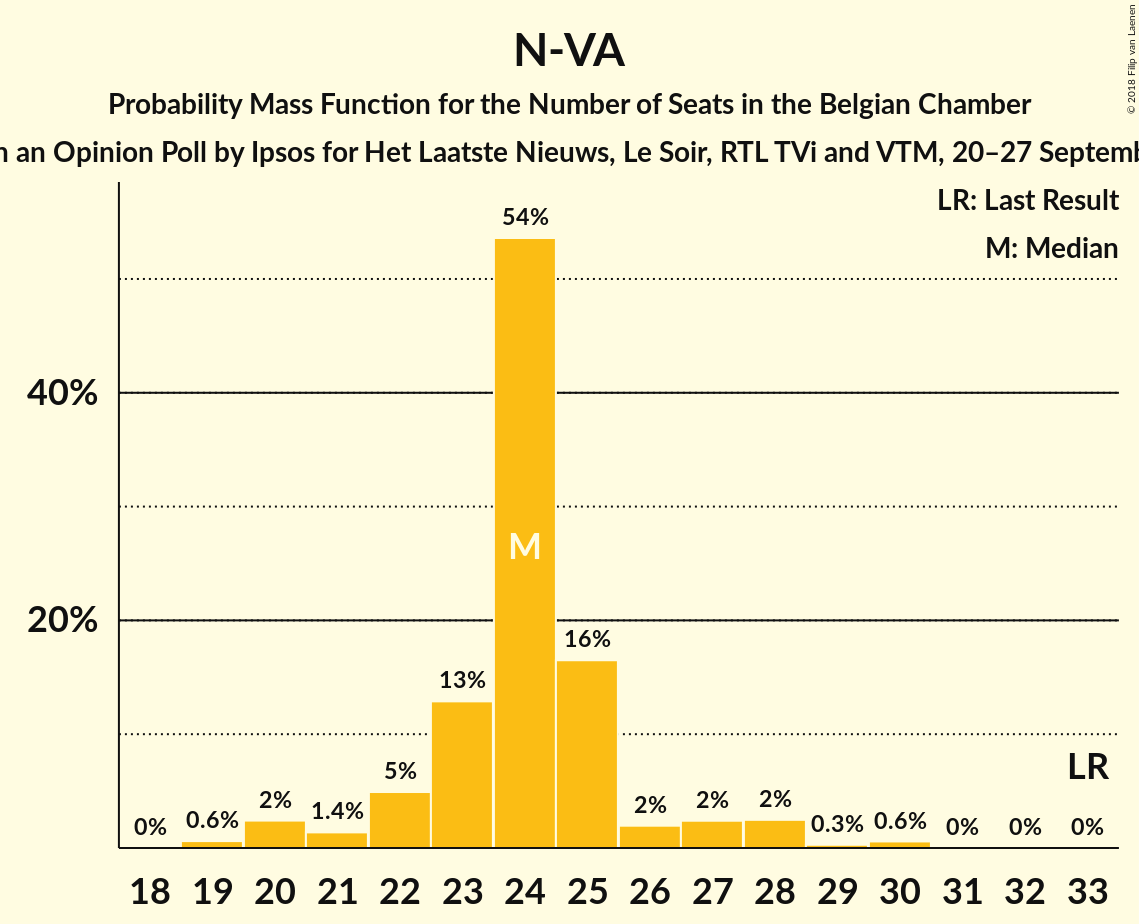 N-VA
Probability Mass Function for the Number of Seats in the Belgian Chamber
an Opinion Poll by Ipsos for Het Laatste Nieuws, Le Soir, RTL TVi and VTM, 20–27
© 2018 Filip van Laenen
LR: Last Result
M: Median
54%
40%
M
20%
16%
13%
LR
5%
0% 0.6% 2% 1.4% 2% 2% 2% 0.3% 0.6% 0% 0% 0%
18 19 20 21 22 23 24 25 26 27 28 29 30 31 32 33